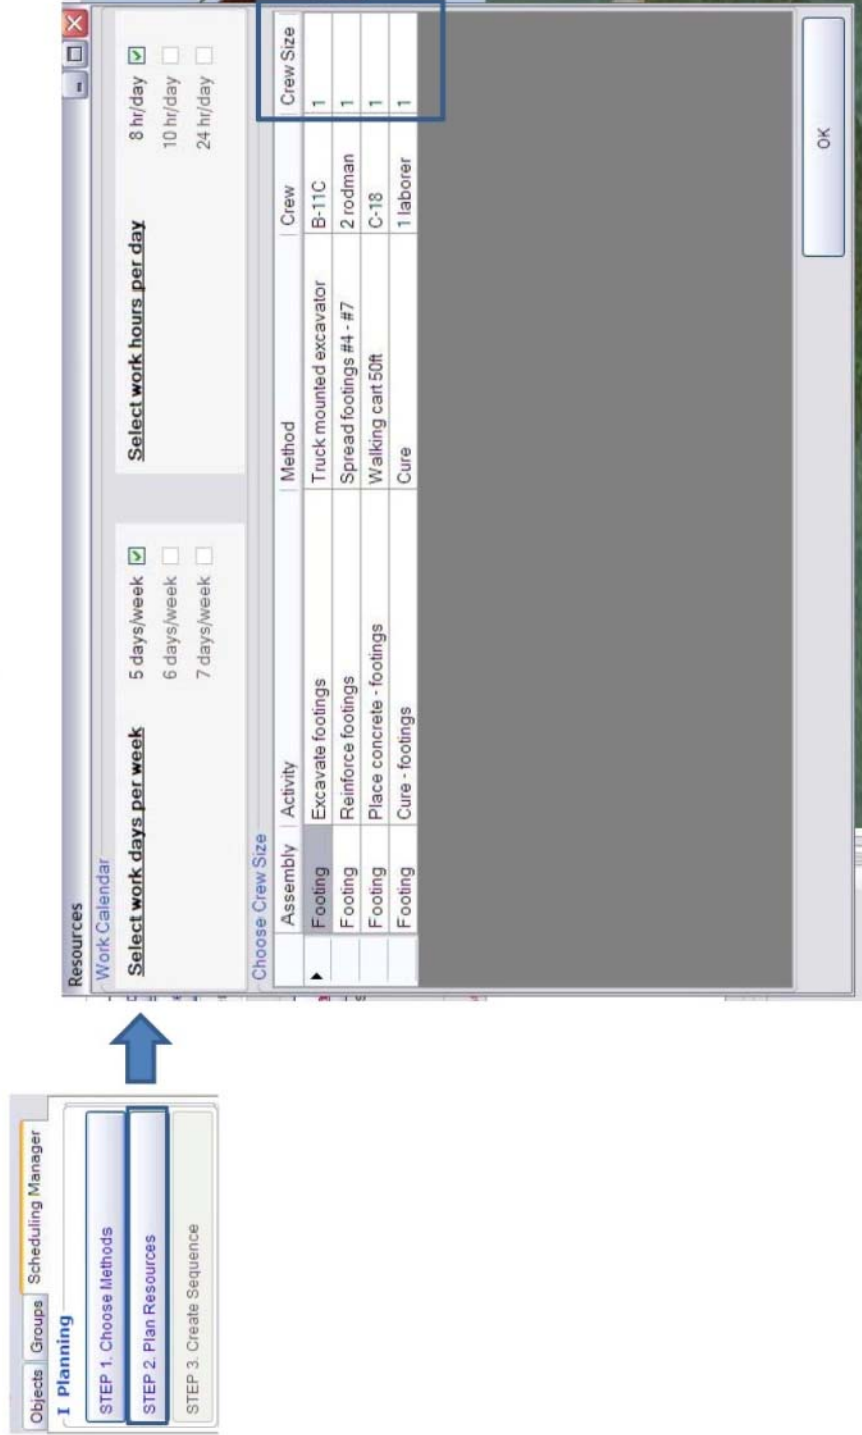 Objects Groups Scheduling Manager
I Planning
STEP 1. Choose Methods
STEP 2. Plan Resources
STEP 3. Create Sequence
Resources
Work Calendar
Select work days per week
5 days/week
6 days/week
7 days/week
Select work hours per day
8 hr/day
10 hr/day
24 hr/day
Choose Crew Size
Assembly Activity Method Crew Crew Size
Footing Excavate footings Truck mounted excavator B-11C 1
Footing Reinforce footings Spread footings #4 - #7 2 rodman 1
Footing Place concrete - footings Walking cart 50ft C-18 1
Footing Cure - footings Cure 1 laborer 1
OK